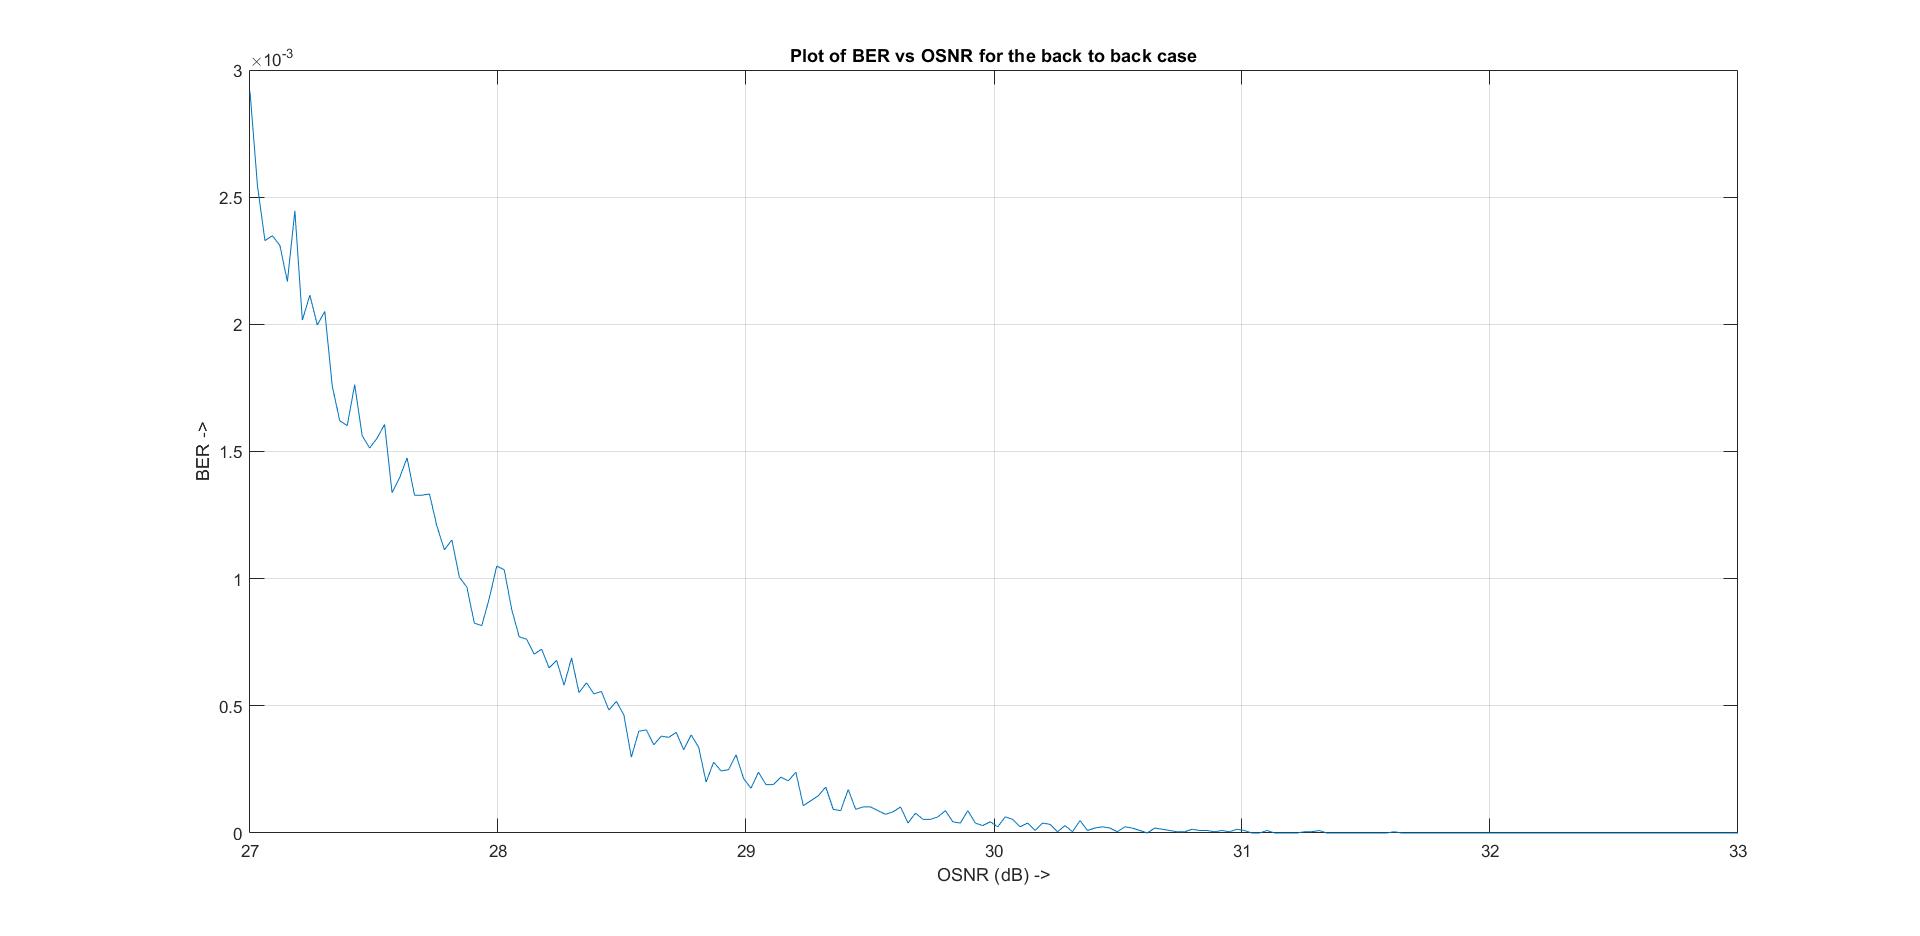 Plot of BER vs OSNR for the back to back case
×10-3
3
2.5
2
1.5
1
0.5
0
BER ->
27 28 29 30 31 32 33
OSNR (dB) ->